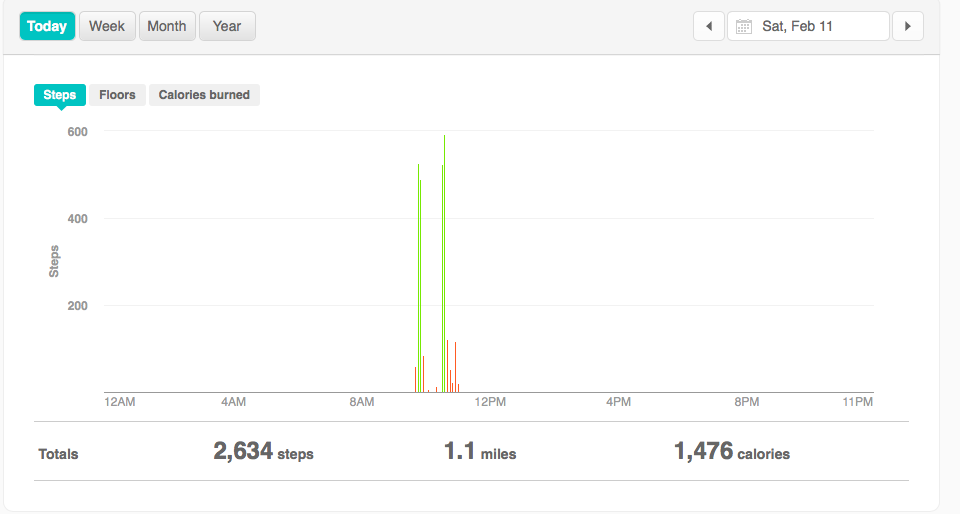 Today Week Month Year Sat, Feb 11
Steps Floors Calories burned
600
400
Steps
200
12AM 4AM 8AM 12PM 4PM 8PM 11PM
Totals 2,634 steps 1.1 miles 1,476 calories